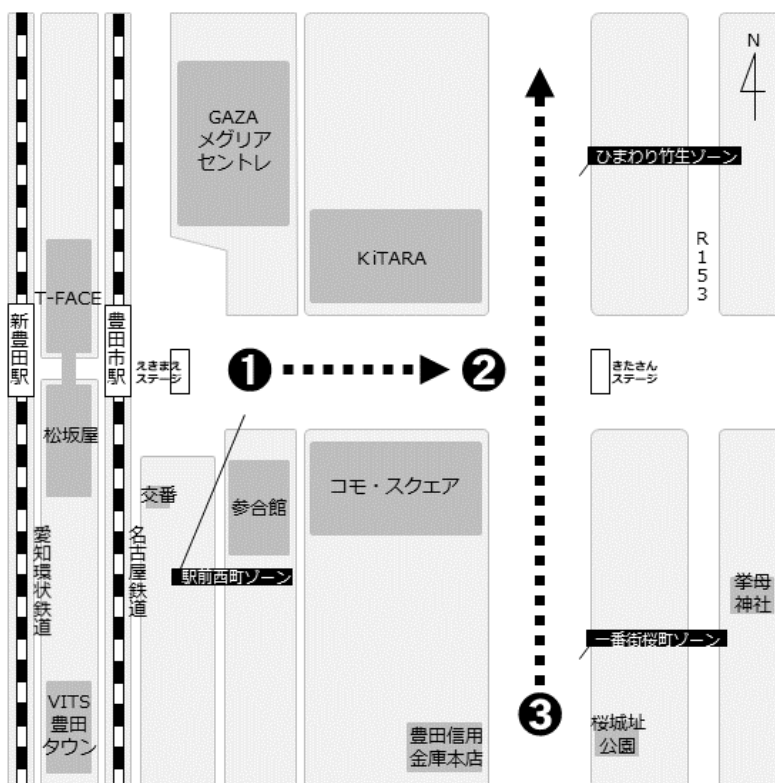 N
GAZA
メグリア
セントレ
ひまわり竹生ゾーン
KiTARA
R153
T-FACE
新豊田駅
豊田市駅
えきまえ
ステージ
1
2
きたさん
ステージ
松坂屋
交番
参合館
コモ・スクエア
愛知環状鉄道
名古屋鉄道
駅前西町ゾーン
挙母
神社
一番街桜町ゾーン
VITS
豊田
タウン
3
豊田信用
金庫本店
桜城址
公園